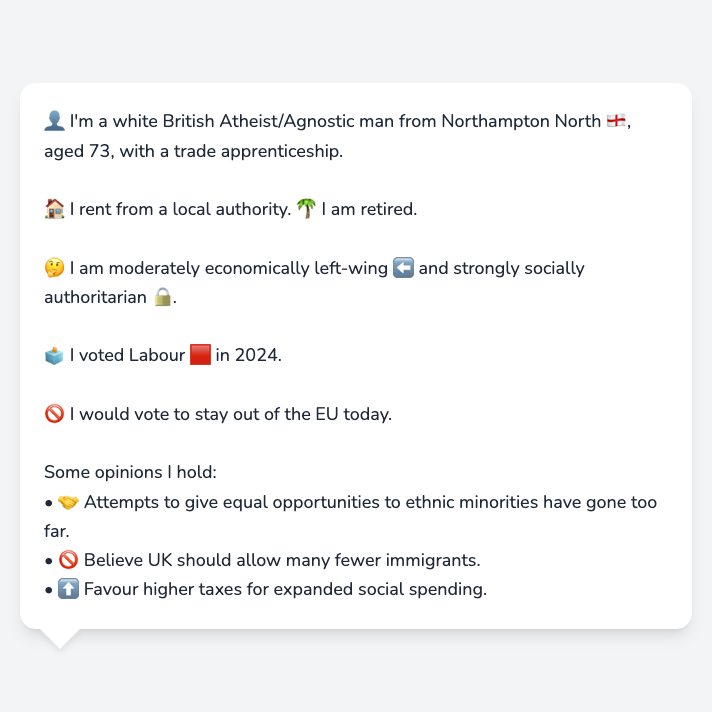 👤 I'm a white British Atheist/Agnostic man from Northampton North 🏴󠁧󠁢󠁥󠁮󠁧󠁿,
aged 73, with a trade apprenticeship.
🏠 I rent from a local authority. 🌴 I am retired.
🤔 I am moderately economically left-wing ⬅️ and strongly socially
authoritarian 🔒.
🗳️ I voted Labour 🟥 in 2024.
🚫 I would vote to stay out of the EU today.
Some opinions I hold:
• 🤝 Attempts to give equal opportunities to ethnic minorities have gone too
far.
• 🚫 Believe UK should allow many fewer immigrants.
• ⬆️ Favour higher taxes for expanded social spending.